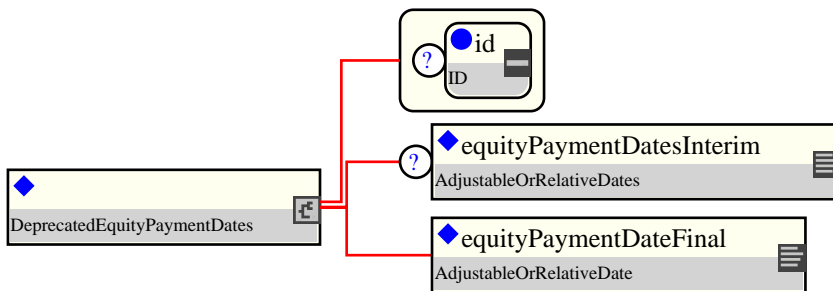 id
?
ID
equityPaymentDatesInterim
?
AdjustableOrRelativeDates
DeprecatedEquityPaymentDates
equityPaymentDateFinal
AdjustableOrRelativeDate